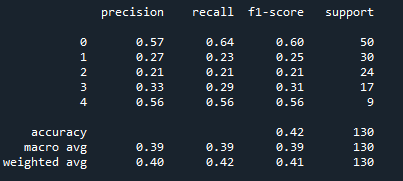 precision recall f1-score support
0 0.57 0.64 0.60 50
1 0.27 0.23 0.25 30
2 0.21 0.21 0.21 24
3 0.33 0.29 0.31 17
4 0.56 0.56 0.56 9
accuracy 0.42 130
macro avg 0.39 0.39 0.39 130
weighted avg 0.40 0.42 0.41 130